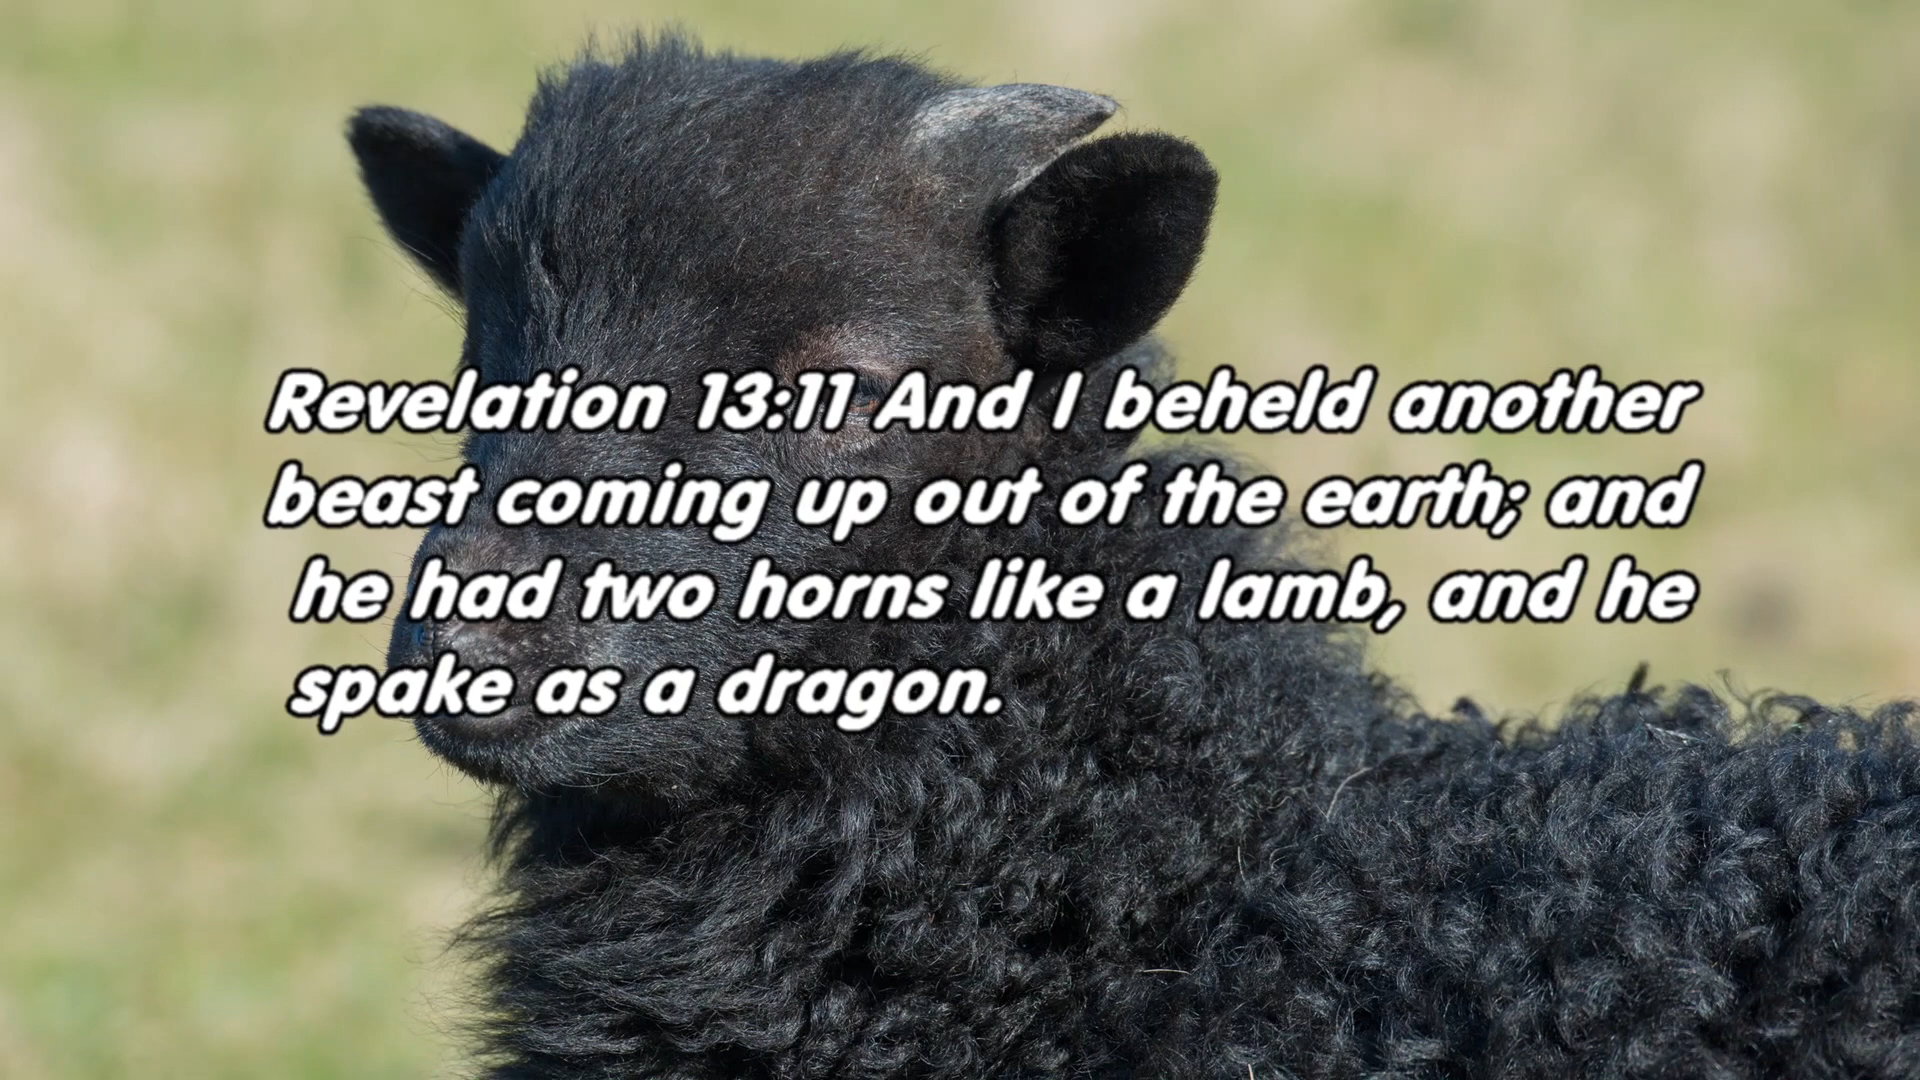 Revelation 13:11 And I beheld another
beast coming up out of the earth; and
he had two horns like a lamb, and he
spake as a dragon.